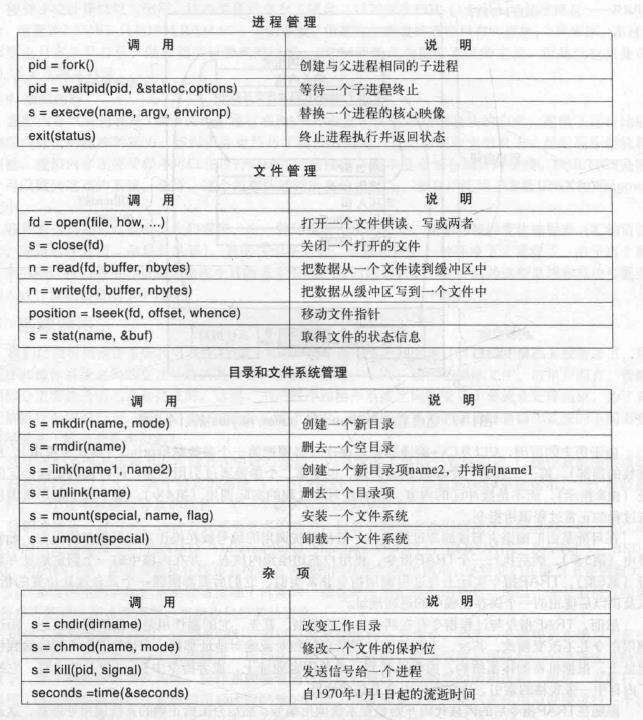 进程管理
调 用 说 明
pid = fork() 创建与父进程相同的子进程
pid = waitpid(pid, &statloc,options) 等待一个子进程终止
s = execve(name, argv, environp) 替换一个进程的核心映像
exit(status) 终止进程执行并返回状态
文件管理
调 用 说 明
fd = open(file, how, ...) 打开一个文件供读、写或两者
s = close(fd) 关闭一个打开的文件
n = read(fd, buffer, nbytes) 把数据从一个文件读到缓冲区中
n = write(fd, buffer, nbytes) 把数据从缓冲区写到一个文件中
position = lseek(fd, offset, whence) 移动文件指针
s = stat(name, &buf) 取得文件的状态信息
目录和文件系统管理
调 用 说 明
s = mkdir(name, mode) 创建一个新目录
s = rmdir(name) 删去一个空目录
s = link(name1, name2) 创建一个新目录项name2，并指向name1
s = unlink(name) 删去一个目录项
s = mount(special, name, flag) 安装一个文件系统
s = umount(special) 卸载一个文件系统
杂 项
调 用 说 明
s = chdir(dirname) 改变工作目录
s = chmod(name, mode) 修改一个文件的保护位
s = kill(pid, signal) 发送信号给一个进程
seconds =time(&seconds) 自1970年1月1日起的流逝时间